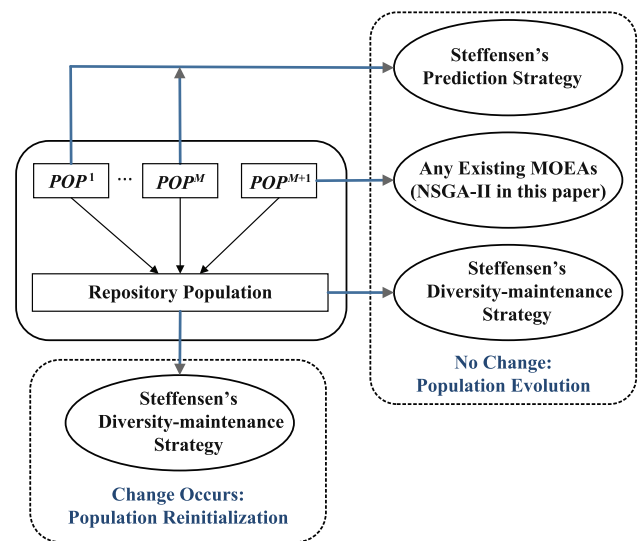 Steffensen's
Prediction Strategy
POP¹ ... POPᴹ POPᴹ⁺¹
Any Existing MOEAs
(NSGA-II in this paper)
Repository Population
Steffensen's
Diversity-maintenance
Strategy
No Change:
Population Evolution
Steffensen's
Diversity-maintenance
Strategy
Change Occurs:
Population Reinitialization